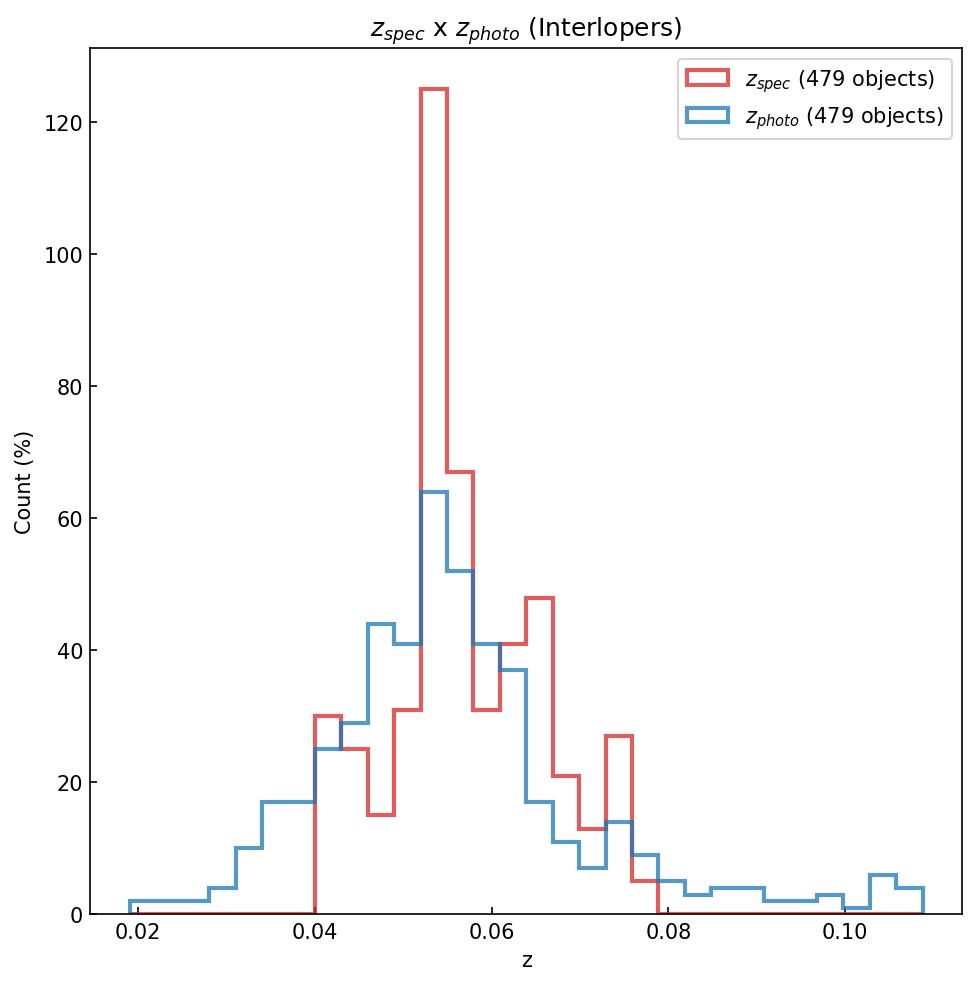 z_spec x z_photo (Interlopers)
z_spec (479 objects)
z_photo (479 objects)
Count (%)
120
100
80
60
40
20
0
0.02 0.04 0.06 0.08 0.10
z